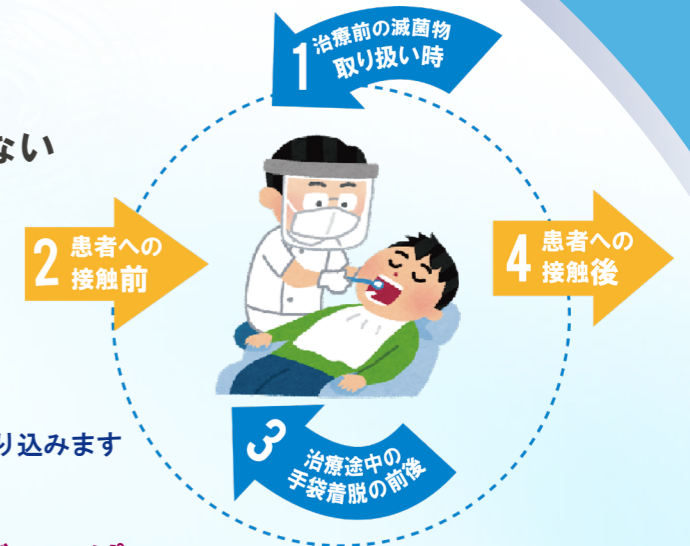 1 治療前の滅菌物
取り扱い時
ない
2 患者への
接触前
4 患者への
接触後
り込みます
3 治療途中の
手袋着脱の前後